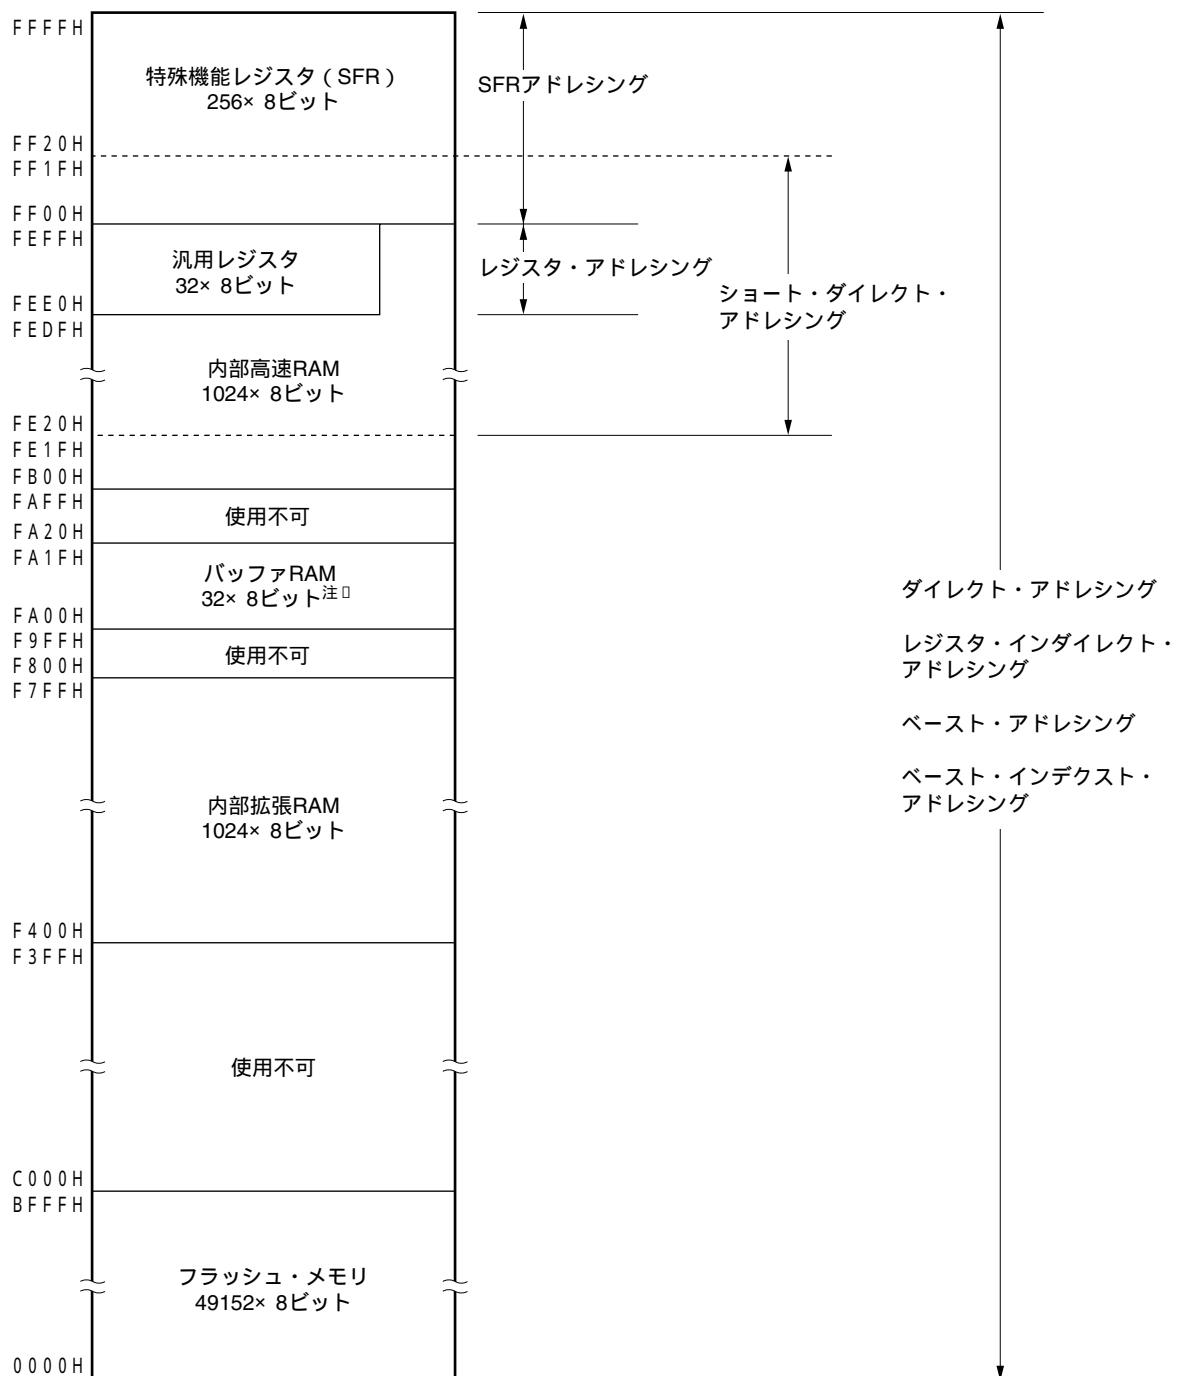 FFFFH
特殊機能レジスタ（SFR）
256× 8ビット
SFRアドレシング
FF20H
FF1FH
FF00H
FEFFH
汎用レジスタ
32× 8ビット
レジスタ・アドレシング
ショート・ダイレクト・
アドレシング
FEE0H
FEDFH
内部高速RAM
1024× 8ビット
FE20H
FE1FH
FB00H
FAFFH
使用不可
FA20H
FA1FH
バッファRAM
32× 8ビット注
FA00H
F9FFH
使用不可
F800H
F7FFH
ダイレクト・アドレシング
レジスタ・インダイレクト・
アドレシング
ベースト・アドレシング
ベースト・インデクスト・
アドレシング
内部拡張RAM
1024× 8ビット
F400H
F3FFH
使用不可
C000H
BFFFH
フラッシュ・メモリ
49152× 8ビット
0000H